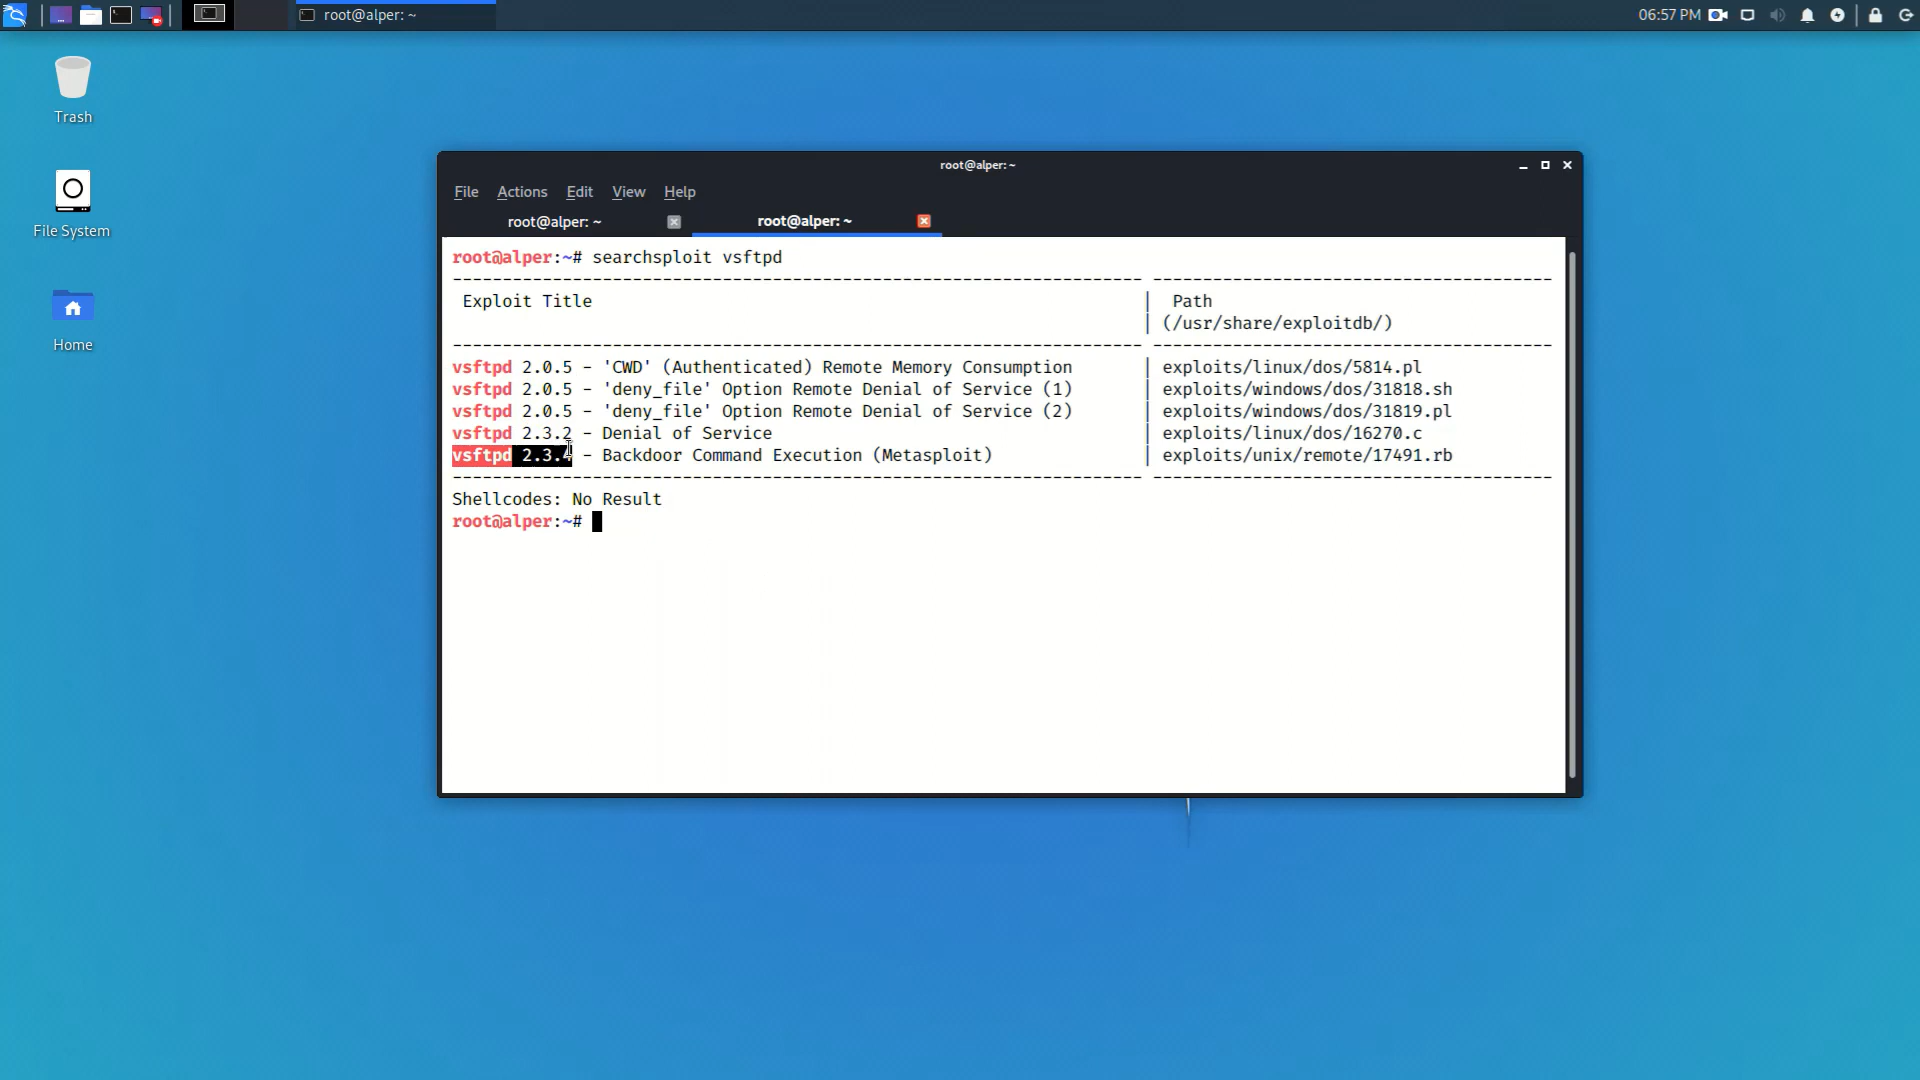 root@alper: ~
06:57 PM
Trash
File System
Home
root@alper: ~
File Actions Edit View Help
root@alper: ~ root@alper: ~
root@alper:~# searchsploit vsftpd
---------------------------------------------------------------------- ----------------------------------------
Exploit Title | Path
| (/usr/share/exploitdb/)
---------------------------------------------------------------------- ----------------------------------------
vsftpd 2.0.5 - 'CWD' (Authenticated) Remote Memory Consumption | exploits/linux/dos/5814.pl
vsftpd 2.0.5 - 'deny_file' Option Remote Denial of Service (1) | exploits/windows/dos/31818.sh
vsftpd 2.0.5 - 'deny_file' Option Remote Denial of Service (2) | exploits/windows/dos/31819.pl
vsftpd 2.3.2 - Denial of Service | exploits/linux/dos/16270.c
vsftpd 2.3.4 - Backdoor Command Execution (Metasploit) | exploits/unix/remote/17491.rb
---------------------------------------------------------------------- ----------------------------------------
Shellcodes: No Result
root@alper:~#